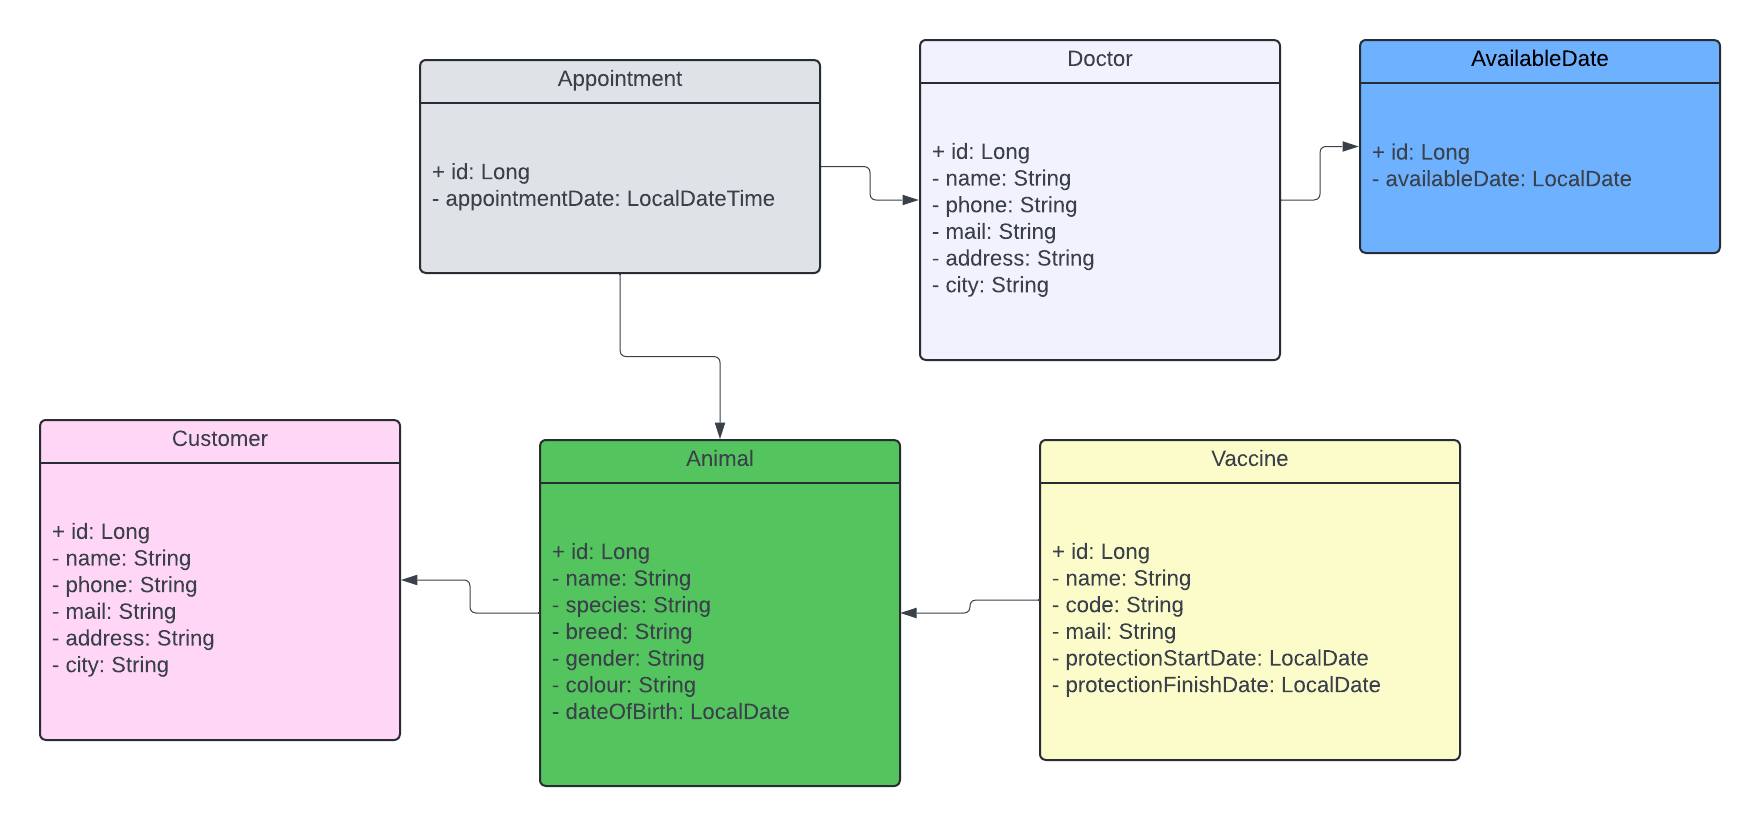 Appointment
+ id: Long
- appointmentDate: LocalDateTime
Doctor
+ id: Long
- name: String
- phone: String
- mail: String
- address: String
- city: String
AvailableDate
+ id: Long
- availableDate: LocalDate
Customer
+ id: Long
- name: String
- phone: String
- mail: String
- address: String
- city: String
Animal
+ id: Long
- name: String
- species: String
- breed: String
- gender: String
- colour: String
- dateOfBirth: LocalDate
Vaccine
+ id: Long
- name: String
- code: String
- mail: String
- protectionStartDate: LocalDate
- protectionFinishDate: LocalDate